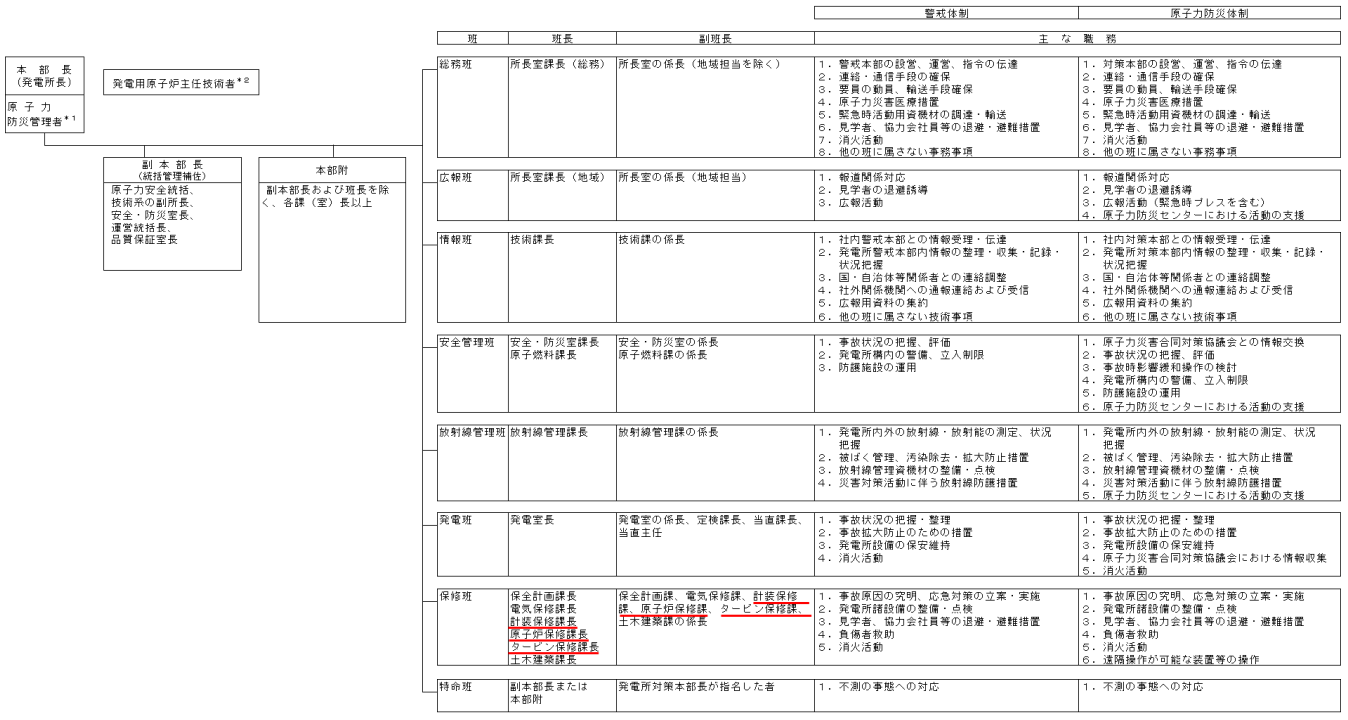 警戒体制 原子力防災体制
班 班長 副班長 主な職務
本部長
(発電所長)
原子力
防災管理者*1
発電用原子炉主任技術者*2
副本部長
(統括管理補佐)
原子力安全統括、
技術系の副所長、
安全・防災室長、
運営統括長、
品質保証室長
本部附
副本部長および班長を除
く、各課(室)長以上
総務班
所長室課長(総務)
所長室の係長(地域担当を除く)
1.警戒本部の設営、運営、指令の伝達
2.連絡・通信手段の確保
3.要員の動員、輸送手段確保
4.原子力災害医療措置
5.緊急時活動用資機材の調達・輸送
6.見学者、協力会社員等の退避・避難措置
7.消火活動
8.他の班に属さない事務事項
1.対策本部の設営、運営、指令の伝達
2.連絡・通信手段の確保
3.要員の動員、輸送手段確保
4.原子力災害医療措置
5.緊急時活動用資機材の調達・輸送
6.見学者、協力会社員等の退避・避難措置
7.消火活動
8.他の班に属さない事務事項
広報班
所長室課長(地域)
所長室の係長(地域担当)
1.報道関係対応
2.見学者の退避誘導
3.広報活動
1.報道関係対応
2.見学者の退避誘導
3.広報活動(緊急時プレスを含む)
4.原子力防災センターにおける活動の支援
情報班
技術課長
技術課の係長
1.社内警戒本部との情報受理・伝達
2.発電所警戒本部内情報の整理・収集・記録・
状況把握
3.国・自治体等関係者との連絡調整
4.社外関係機関への通報連絡および受信
5.広報用資料の集約
6.他の班に属さない技術事項
1.社内対策本部との情報受理・伝達
2.発電所対策本部内情報の整理・収集・記録・
状況把握
3.国・自治体等関係者との連絡調整
4.社外関係機関への通報連絡および受信
5.広報用資料の集約
6.他の班に属さない技術事項
安全管理班
安全・防災室課長
原子燃料課長
安全・防災室の係長
原子燃料課の係長
1.事故状況の把握、評価
2.発電所構内の警備、立入制限
3.防護施設の運用
1.原子力災害合同対策協議会との情報交換
2.事故状況の把握、評価
3.事故時影響緩和操作の検討
4.発電所構内の警備、立入制限
5.防護施設の運用
6.原子力防災センターにおける活動の支援
放射線管理班
放射線管理課長
放射線管理課の係長
1.発電所内外の放射線・放射能の測定、状況
把握
2.被ばく管理、汚染除去・拡大防止措置
3.放射線管理資機材の整備・点検
4.災害対策活動に伴う放射線防護措置
1.発電所内外の放射線・放射能の測定、状況
把握
2.被ばく管理、汚染除去・拡大防止措置
3.放射線管理資機材の整備・点検
4.災害対策活動に伴う放射線防護措置
5.原子力防災センターにおける活動の支援
発電班
発電室長
発電室の係長、定検課長、当直課長、
当直主任
1.事故状況の把握・整理
2.事故拡大防止のための措置
3.発電所設備の保安維持
4.消火活動
1.事故状況の把握・整理
2.事故拡大防止のための措置
3.発電所設備の保安維持
4.原子力災害合同対策協議会における情報収集
5.消火活動
保修班
保全計画課長
電気保修課長
計装保修課長
原子炉保修課長
タービン保修課長
土木建築課長
保全計画課、電気保修課、計装保修
課、原子炉保修課、タービン保修課、
土木建築課の係長
1.事故原因の究明、応急対策の立案・実施
2.発電所諸設備の整備・点検
3.見学者、協力会社員等の退避・避難措置
4.負傷者救助
5.消火活動
1.事故原因の究明、応急対策の立案・実施
2.発電所諸設備の整備・点検
3.見学者、協力会社員等の退避・避難措置
4.負傷者救助
5.消火活動
6.遠隔操作が可能な装置等の操作
特命班
副本部長または
本部附
発電所対策本部長が指名した者
1.不測の事態への対応
1.不測の事態への対応